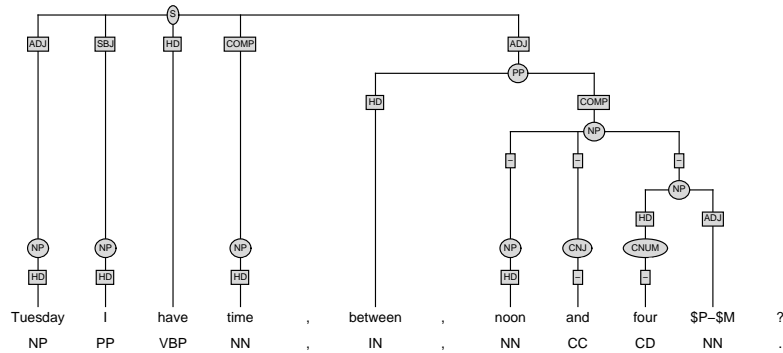 S
ADJ SBJ HD COMP ADJ
PP
HD COMP
NP
– – –
NP
HD ADJ
NP NP NP NP CNJ CNUM
HD HD HD HD – –
Tuesday I have time , between , noon and four $P–$M ?
NP PP VBP NN , IN , NN CC CD NN .